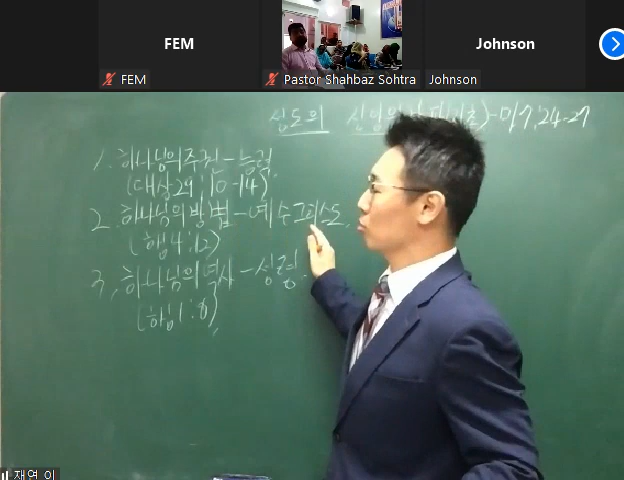 FEM
FEM
Pastor Shahbaz Sohtra
Johnson
Johnson
성도의 신앙의 -마7,24-27
1. 하나님의 주권 - 능력
(대상29:10-14)
2. 하나님의 방법 - 예수 그리스도
(행4:12)
3. 하나님의 역사 - 성령
(행1:8)
재영 이